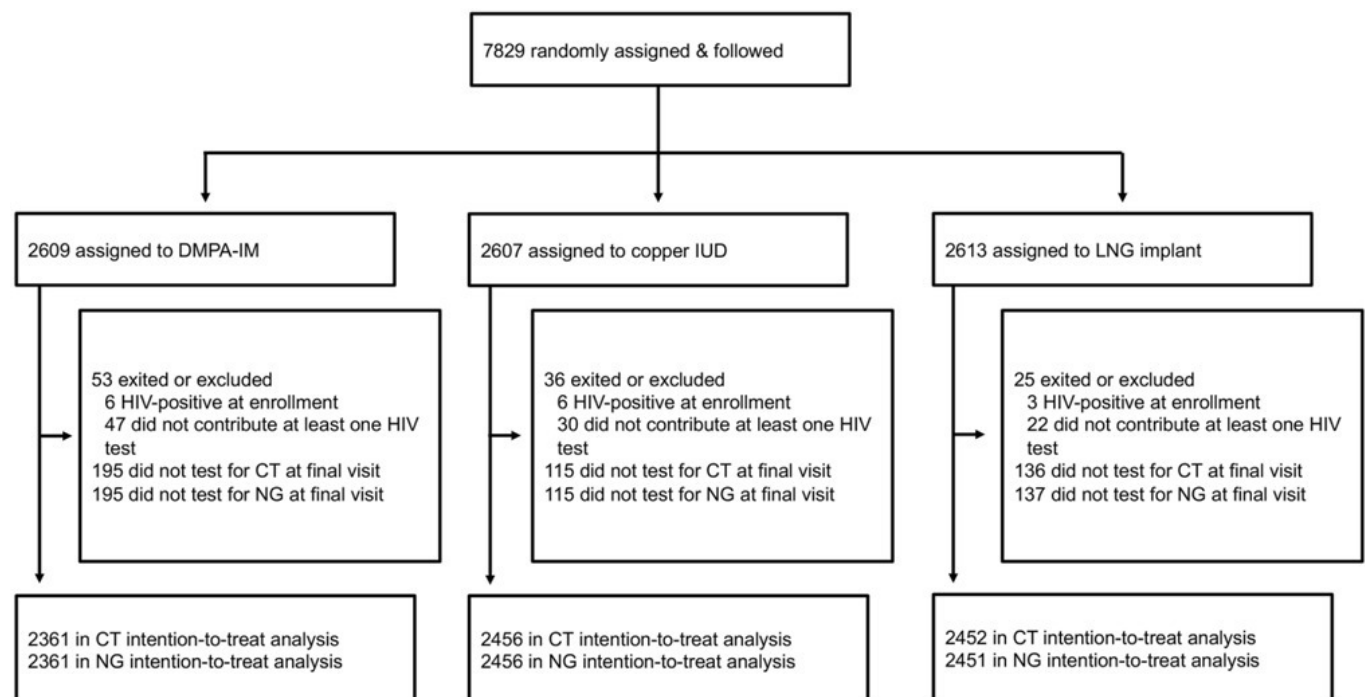 7829 randomly assigned & followed
2609 assigned to DMPA-IM
53 exited or excluded
6 HIV-positive at enrollment
47 did not contribute at least one HIV
test
195 did not test for CT at final visit
195 did not test for NG at final visit
2361 in CT intention-to-treat analysis
2361 in NG intention-to-treat analysis
2607 assigned to copper IUD
36 exited or excluded
6 HIV-positive at enrollment
30 did not contribute at least one HIV
test
115 did not test for CT at final visit
115 did not test for NG at final visit
2456 in CT intention-to-treat analysis
2456 in NG intention-to-treat analysis
2613 assigned to LNG implant
25 exited or excluded
3 HIV-positive at enrollment
22 did not contribute at least one HIV
test
136 did not test for CT at final visit
137 did not test for NG at final visit
2452 in CT intention-to-treat analysis
2451 in NG intention-to-treat analysis